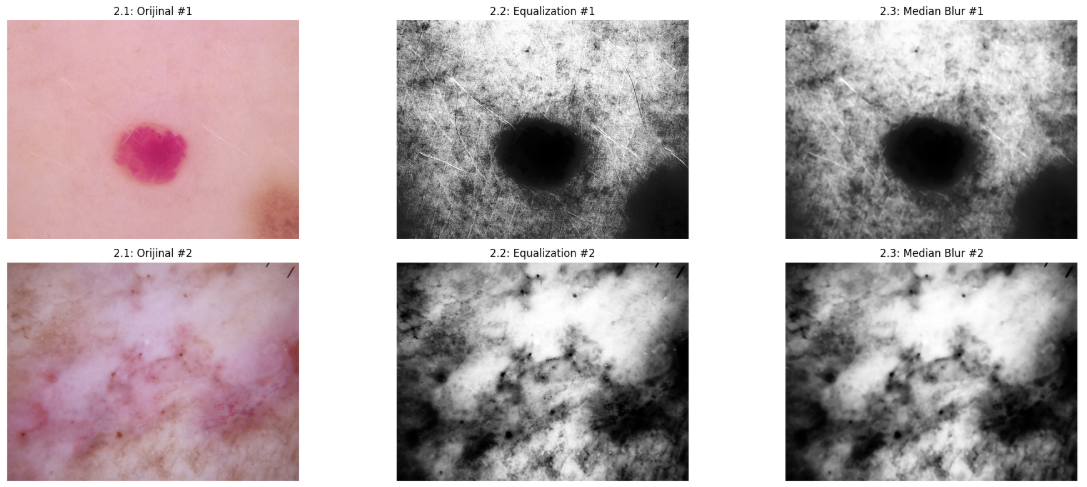 2.1: Orijinal #1
2.2: Equalization #1
2.3: Median Blur #1
2.1: Orijinal #2
2.2: Equalization #2
2.3: Median Blur #2